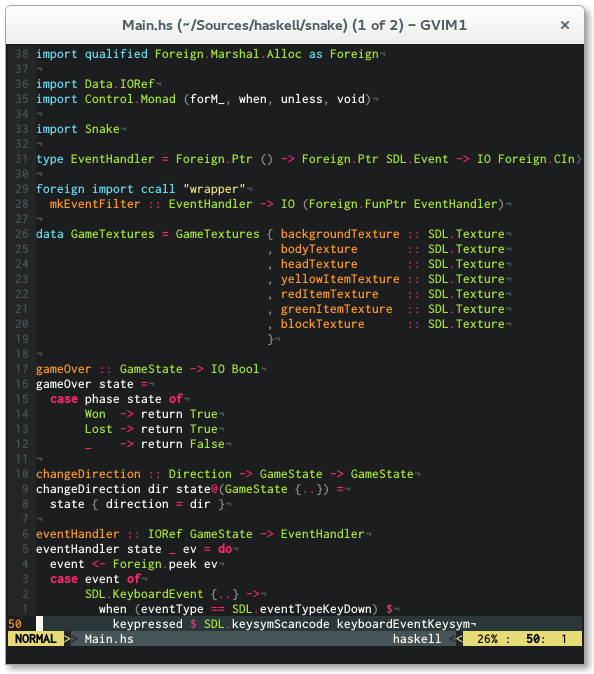 Main.hs (~/Sources/haskell/snake) (1 of 2) – GVIM1
38 import qualified Foreign.Marshal.Alloc as Foreign¬
37 ¬
36 import Data.IORef¬
35 import Control.Monad (forM_, when, unless, void)¬
34 ¬
33 import Snake¬
32 ¬
31 type EventHandler = Foreign.Ptr () -> Foreign.Ptr SDL.Event -> IO Foreign.CIn>
30 ¬
29 foreign import ccall "wrapper"¬
28   mkEventFilter :: EventHandler -> IO (Foreign.FunPtr EventHandler)¬
27 ¬
26 data GameTextures = GameTextures { backgroundTexture :: SDL.Texture¬
25                                  , bodyTexture       :: SDL.Texture¬
24                                  , headTexture       :: SDL.Texture¬
23                                  , yellowItemTexture :: SDL.Texture¬
22                                  , redItemTexture    :: SDL.Texture¬
21                                  , greenItemTexture  :: SDL.Texture¬
20                                  , blockTexture      :: SDL.Texture¬
19                                  }¬
18 ¬
17 gameOver :: GameState -> IO Bool¬
16 gameOver state =¬
15   case phase state of¬
14        Won  -> return True¬
13        Lost -> return True¬
12        _    -> return False¬
11 ¬
10 changeDirection :: Direction -> GameState -> GameState¬
9 changeDirection dir state@(GameState {..}) =¬
8   state { direction = dir }¬
7 ¬
6 eventHandler :: IORef GameState -> EventHandler¬
5 eventHandler state _ ev = do¬
4   event <- Foreign.peek ev¬
3   case event of¬
2        SDL.KeyboardEvent {..} ->¬
1          when (eventType == SDL.eventTypeKeyDown) $¬
50            keypressed $ SDL.keysymScancode keyboardEventKeysym¬
NORMAL >> Main.hs haskell << 26% : 50: 1